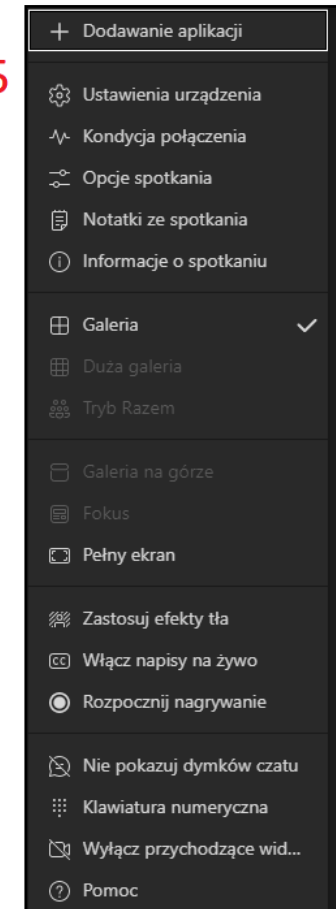 Dodawanie aplikacji
Ustawienia urządzenia
Kondycja połączenia
Opcje spotkania
Notatki ze spotkania
Informacje o spotkaniu
Galeria
Duża galeria
Tryb Razem
Galeria na górze
Fokus
Pełny ekran
Zastosuj efekty tła
CC Włącz napisy na żywo
Rozpocznij nagrywanie
Nie pokazuj dymków czatu
Klawiatura numeryczna
Wyłącz przychodzące wid...
Pomoc